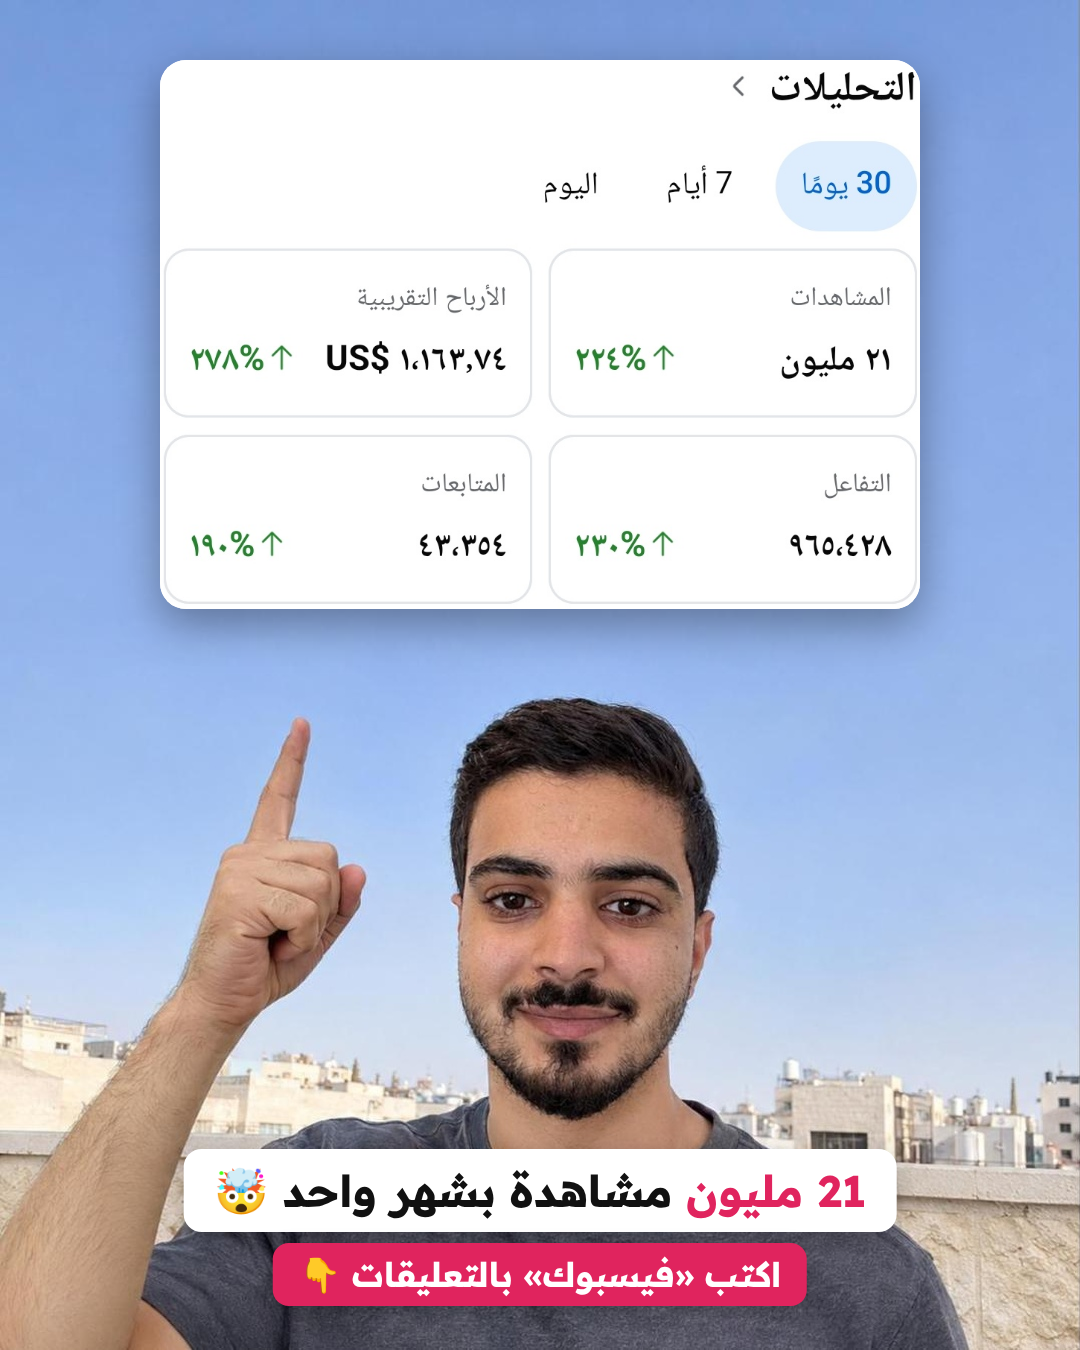 التحليلات
30 يومًا
7 أيام
اليوم
المشاهدات
٢١ مليون ↑ ٢٢٤%
الأرباح التقريبية
US$ ١،١٦٣,٧٤ ↑ ٢٧٨%
التفاعل
٩٦٥،٤٢٨ ↑ ٢٣٠%
المتابعات
٤٣،٣٥٤ ↑ ١٩٠%
21 مليون مشاهدة بشهر واحد 🤯
اكتب «فيسبوك» بالتعليقات 👇